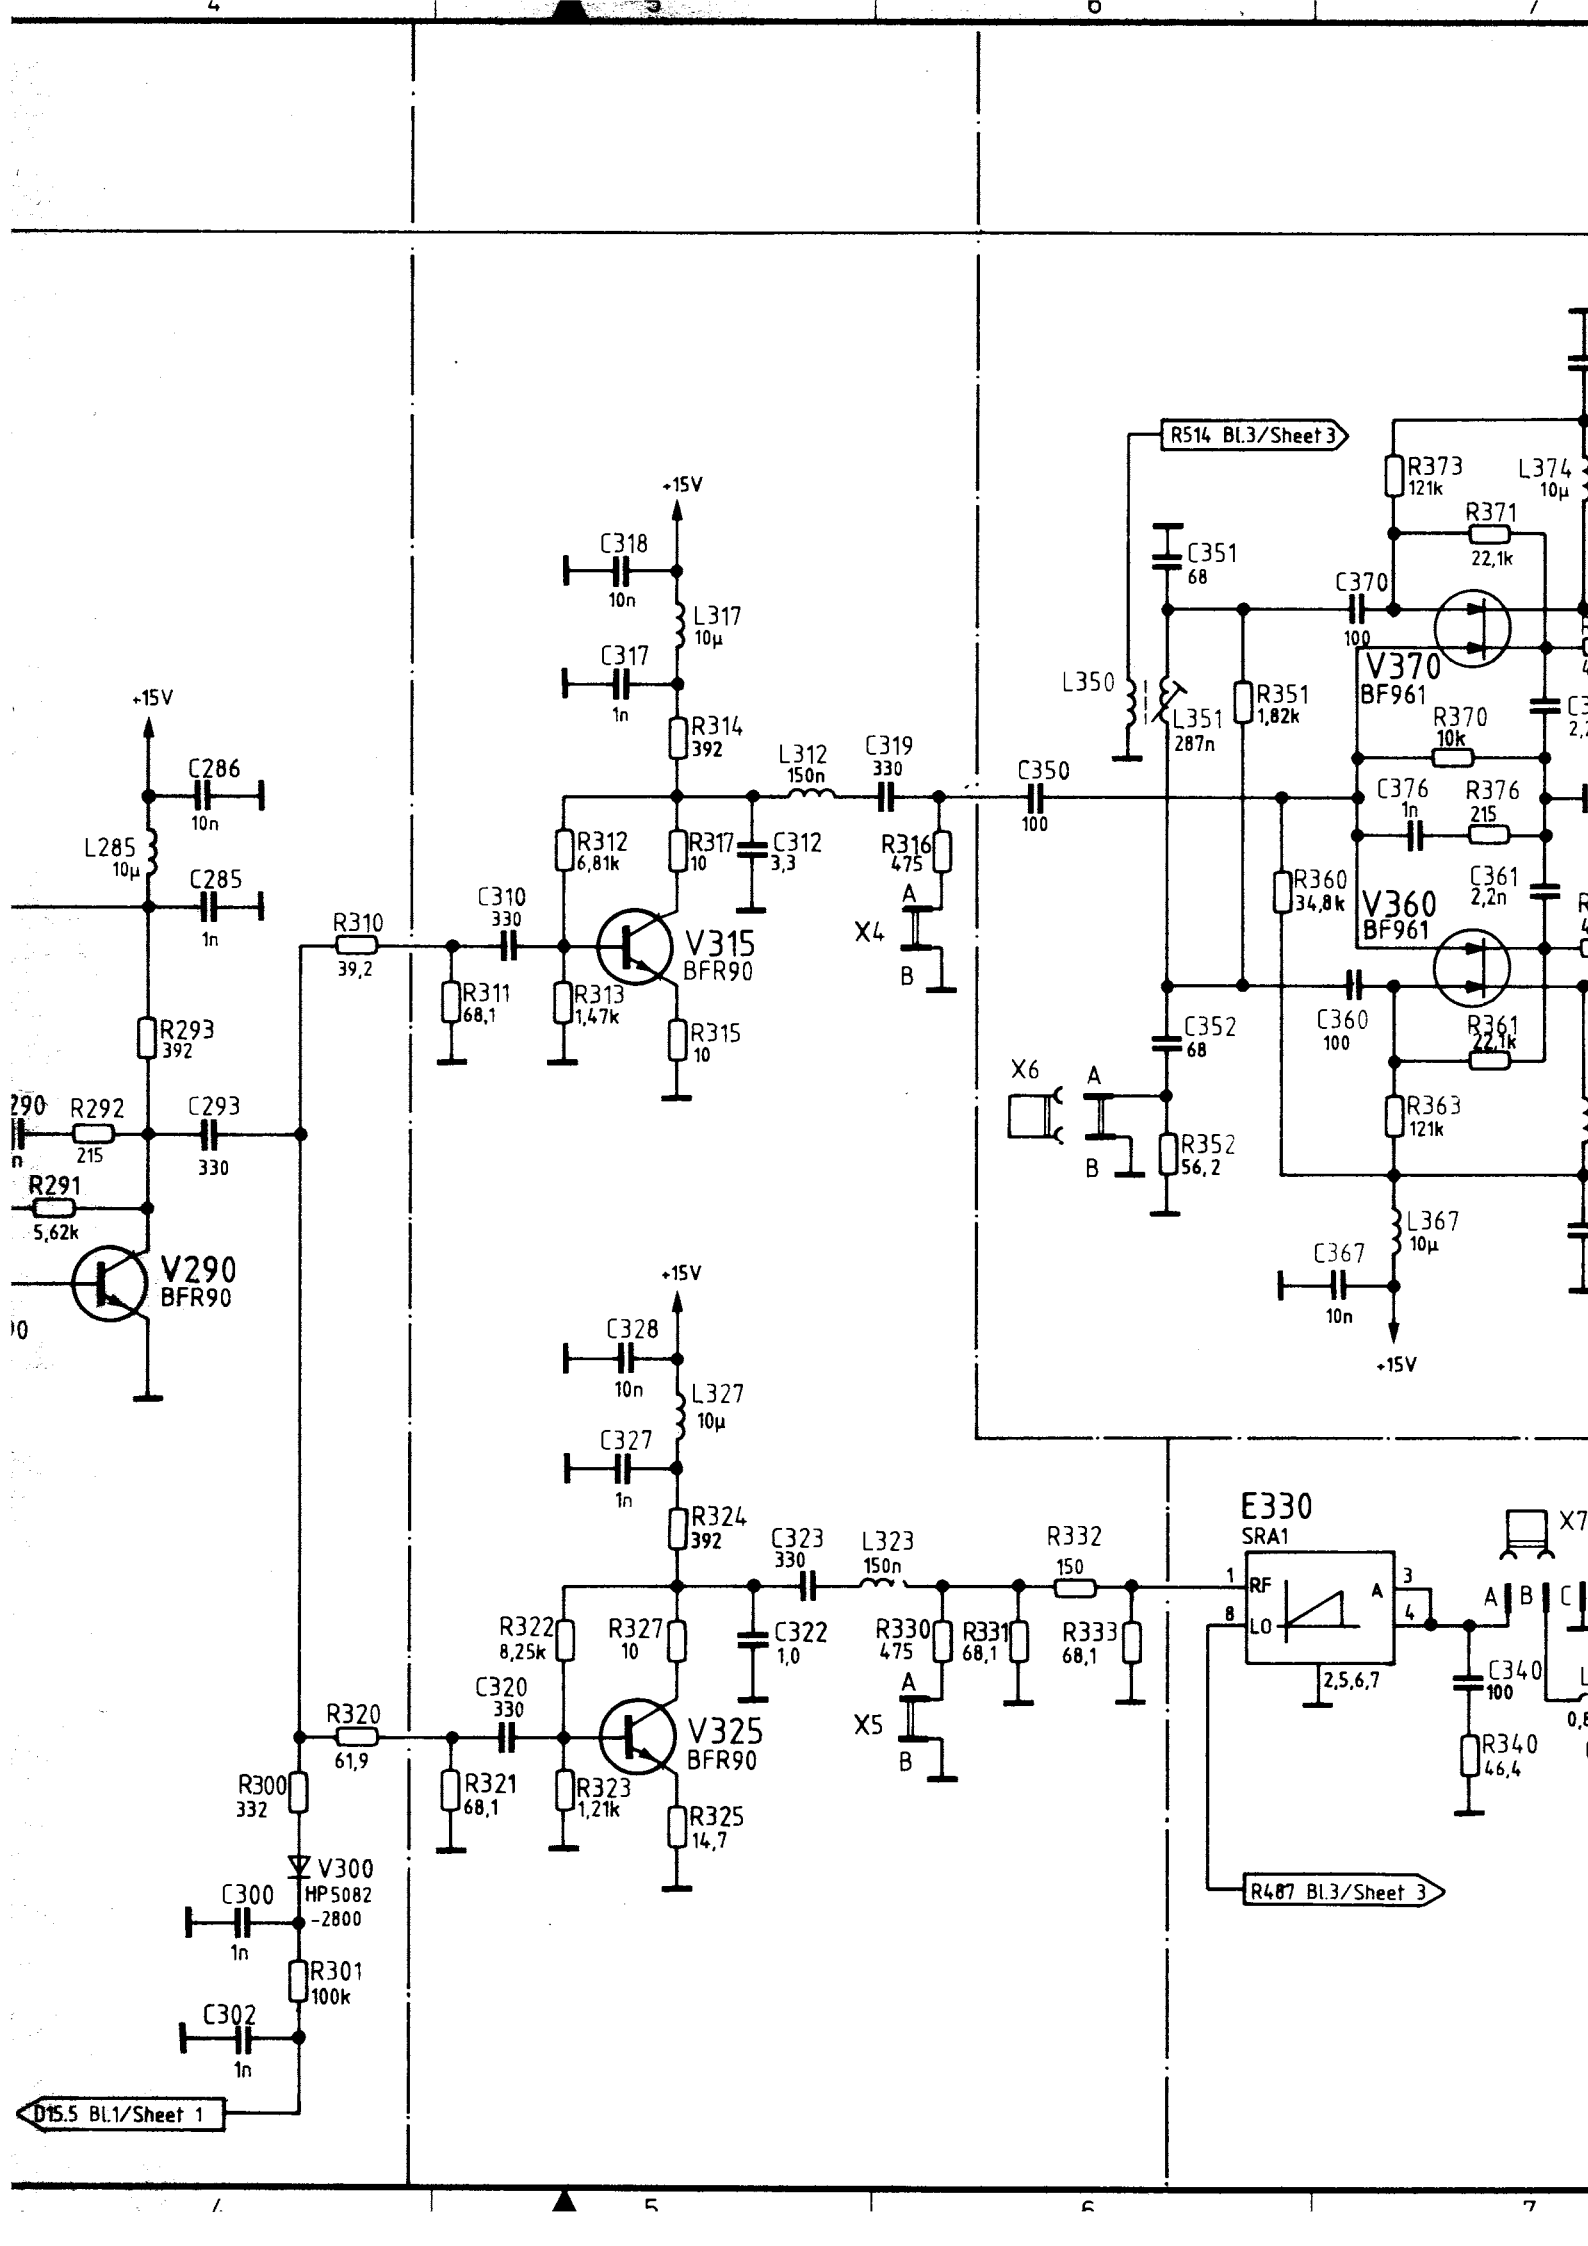 4
5
6
7
R514 Bl.3/Sheet 3
+15V
C318
10n
L317
10µ
C317
1n
R314
392
R373
121k
L374
10µ
R371
22,1k
C351
68
C370
100
V370
BF961
L350
L351
287n
R351
1,82k
R370
10k
+15V
C286
10n
L285
10µ
C285
1n
L312
150n
C319
330
C350
100
C376
1n
R376
215
R312
6,81k
R317
10
C312
3,3
R316
475
R360
34,8k
C361
2,2n
V360
BF961
R310
39,2
C310
330
V315
BFR90
A
X4
B
R311
68,1
R313
1,47k
R315
10
R293
392
C352
68
C360
100
R361
22,1k
X6
A
B
R363
121k
R352
56,2
290
n
R292
215
C293
330
R291
5,62k
V290
BFR90
L367
10µ
C367
10n
+15V
+15V
C328
10n
L327
10µ
C327
1n
R324
392
C323
330
L323
150n
R332
150
E330
SRA1
1
RF
8
LO
A
3
4
2,5,6,7
X7
A
B
C
R322
8,25k
R327
10
C322
1,0
R330
475
R331
68,1
R333
68,1
C340
100
R340
46,4
R320
61,9
C320
330
V325
BFR90
A
X5
B
R321
68,1
R323
1,21k
R325
14,7
R300
332
V300
HP5082
-2800
C300
1n
R301
100k
C302
1n
R487 Bl.3/Sheet 3
D15.5 Bl.1/Sheet 1
4
5
6
7